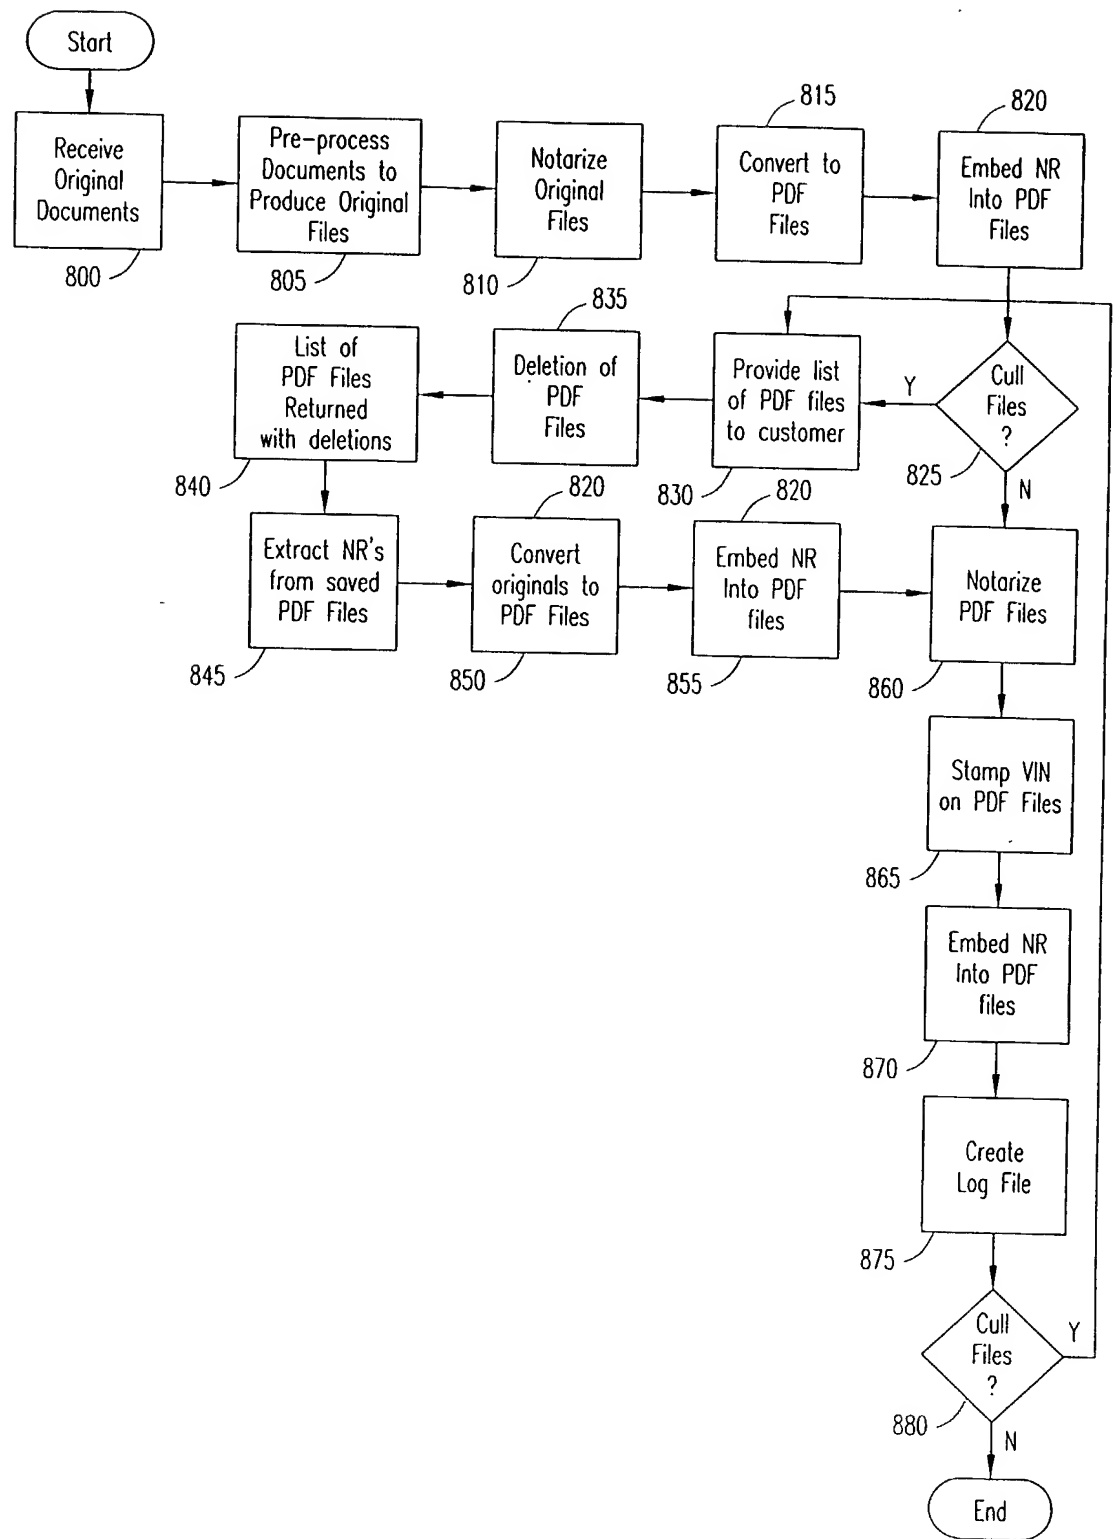 Start
Receive
Original
Documents
800
Pre-process
Documents to
Produce Original
Files
805
Notarize
Original
Files
810
815
Convert to
PDF
Files
820
Embed NR
Into PDF
Files
Cull
Files
?
825
Y
N
Provide list
of PDF files
to customer
830
835
Deletion of
PDF
Files
List of
PDF Files
Returned
with deletions
840
Extract NR's
from saved
PDF Files
845
820
Convert
originals to
PDF Files
850
820
Embed NR
Into PDF
files
855
Notarize
PDF Files
860
Stamp VIN
on PDF Files
865
Embed NR
Into PDF
files
870
Create
Log File
875
Cull
Files
?
880
Y
N
End